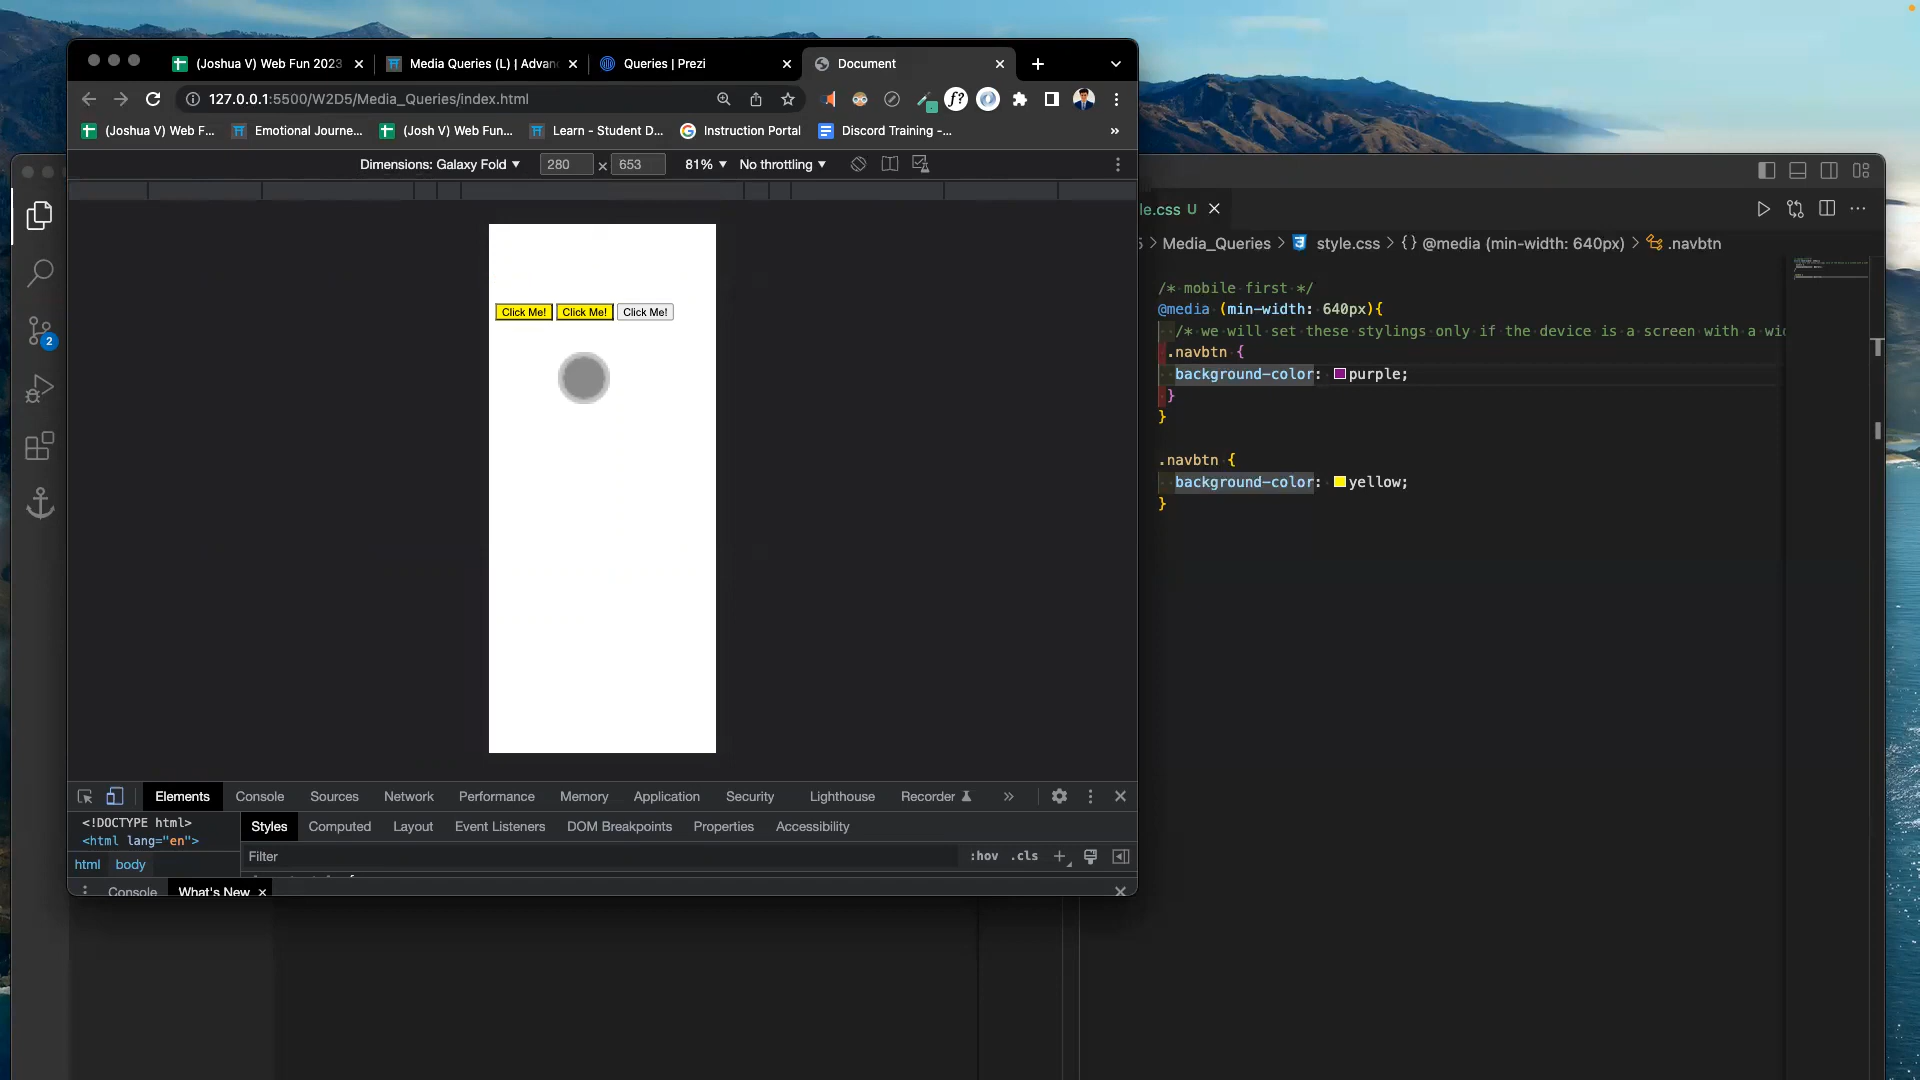 (Joshua V) Web Fun 2023
Media Queries (L) | Advan
Queries | Prezi
Document
127.0.0.1:5500/W2D5/Media_Queries/index.html
f?
(Joshua V) Web F...
Emotional Journe...
(Josh V) Web Fun...
Learn - Student D...
Instruction Portal
Discord Training -...
»
Dimensions: Galaxy Fold
280
×
653
81%
No throttling
Click Me!
Click Me!
Click Me!
Elements
Console
Sources
Network
Performance
Memory
Application
Security
Lighthouse
Recorder
»
<!DOCTYPE html>
<html lang="en">
html
body
Styles
Computed
Layout
Event Listeners
DOM Breakpoints
Properties
Accessibility
Filter
:hov
.cls
Console
What's New
2
le.css U
5 > Media_Queries > style.css > {} @media (min-width: 640px) > .navbtn
/* mobile first */
@media (min-width: 640px){
/* we will set these stylings only if the device is a screen with a wid
.navbtn {
background-color: purple;
}
}
.navbtn {
background-color: yellow;
}